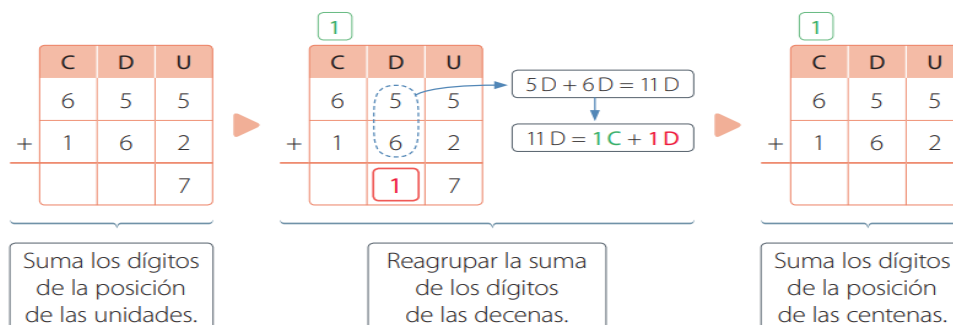 1
1
C D U
C D U
C D U
6 5 5
6 5 5
5 D + 6 D = 11 D
6 5 5
+ 1 6 2
+ 1 6 2
11 D = 1 C + 1 D
+ 1 6 2
7
1 7
Suma los dígitos
de la posición
de las unidades.
Reagrupar la suma
de los dígitos
de las decenas.
Suma los dígitos
de la posición
de las centenas.